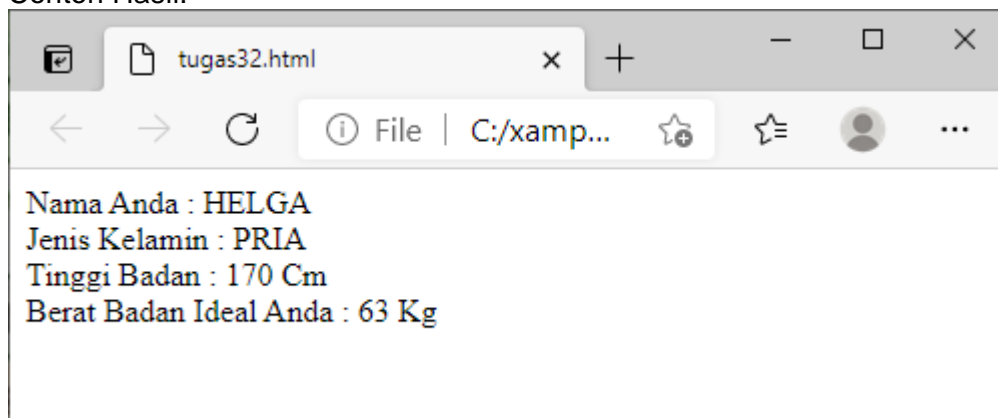 Contoh Hasil:
tugas32.html
File | C:/xamp...
Nama Anda : HELGA
Jenis Kelamin : PRIA
Tinggi Badan : 170 Cm
Berat Badan Ideal Anda : 63 Kg